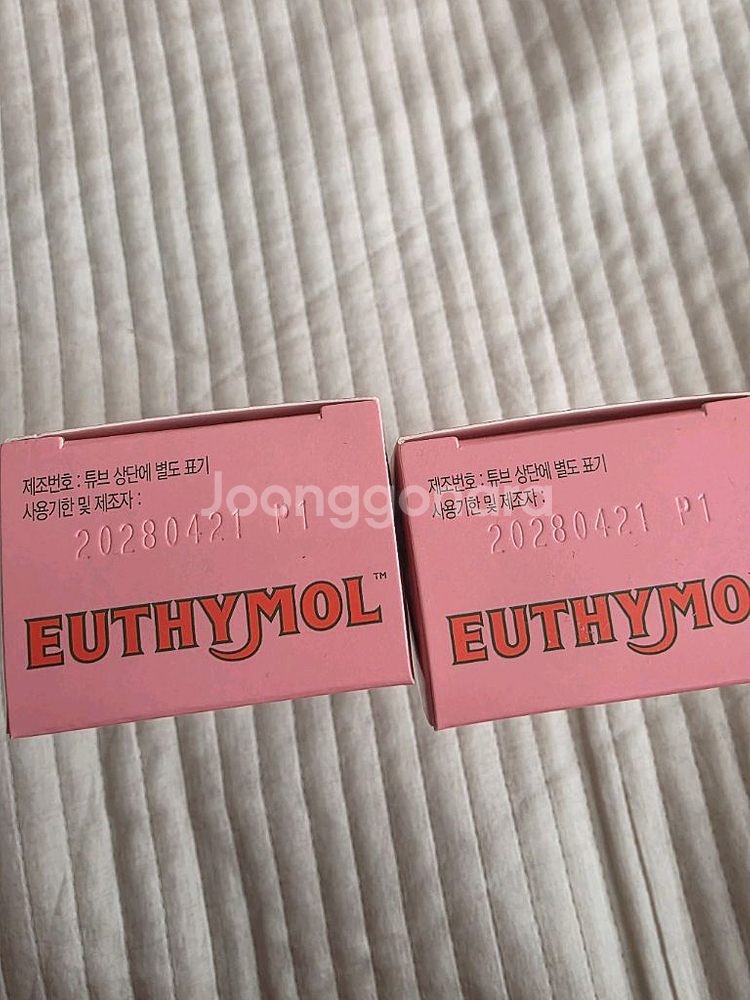 제조번호 : 튜브 상단에 별도 표기
사용기한 및 제조자 :
20280421 P1
EUTHYMOL™
제조번호 : 튜브 상단에 별도 표기
사용기한 및 제조자 :
20280421 P1
EUTHYMO
Joonggonara